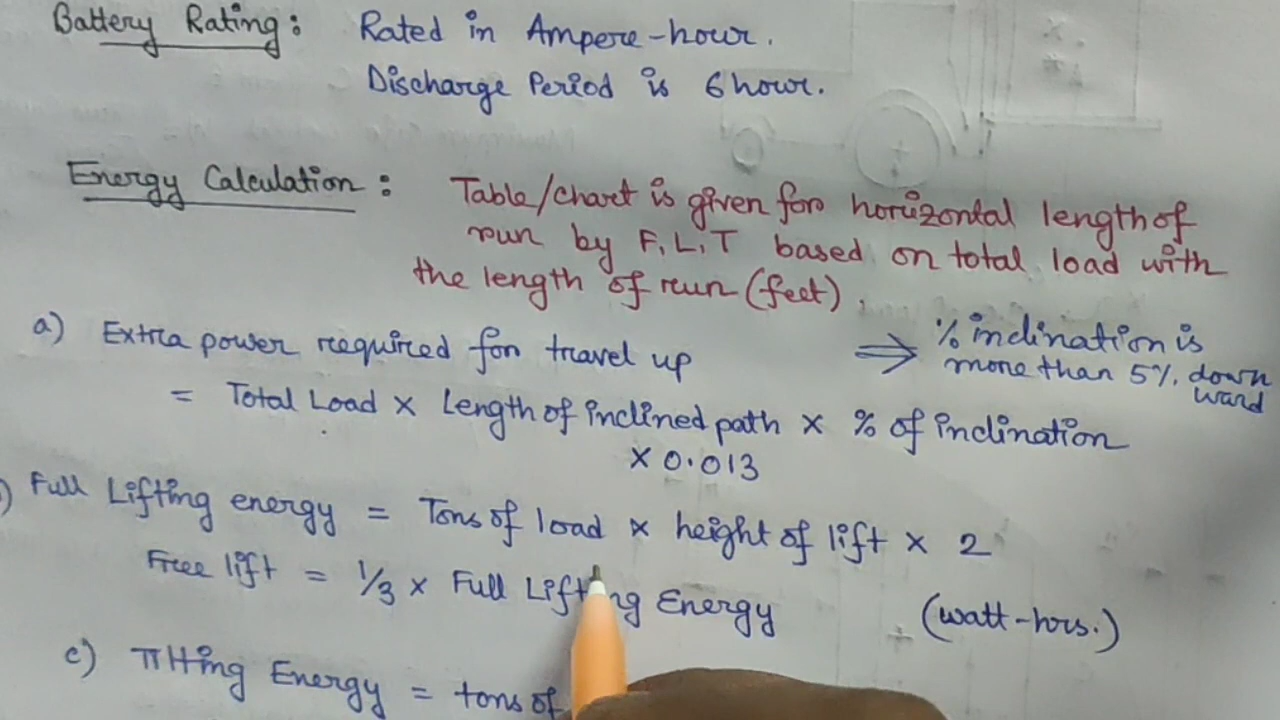 Battery Rating : Rated in Ampere-hour.
Discharge Period is 6 hour.
Energy Calculation : Table/chart is given for horizontal length of
run by F.L.T based on total load with
the length of run (feet).
a) Extra power required for travel up
⇒ % inclination is
more than 5% down
ward
= Total Load × Length of inclined path × % of inclination
× 0.013
) Full Lifting energy = Tons of load × height of lift × 2
Free lift = 1/3 × Full Lifting Energy (watt-hrs.)
c) Tilting Energy = tons of